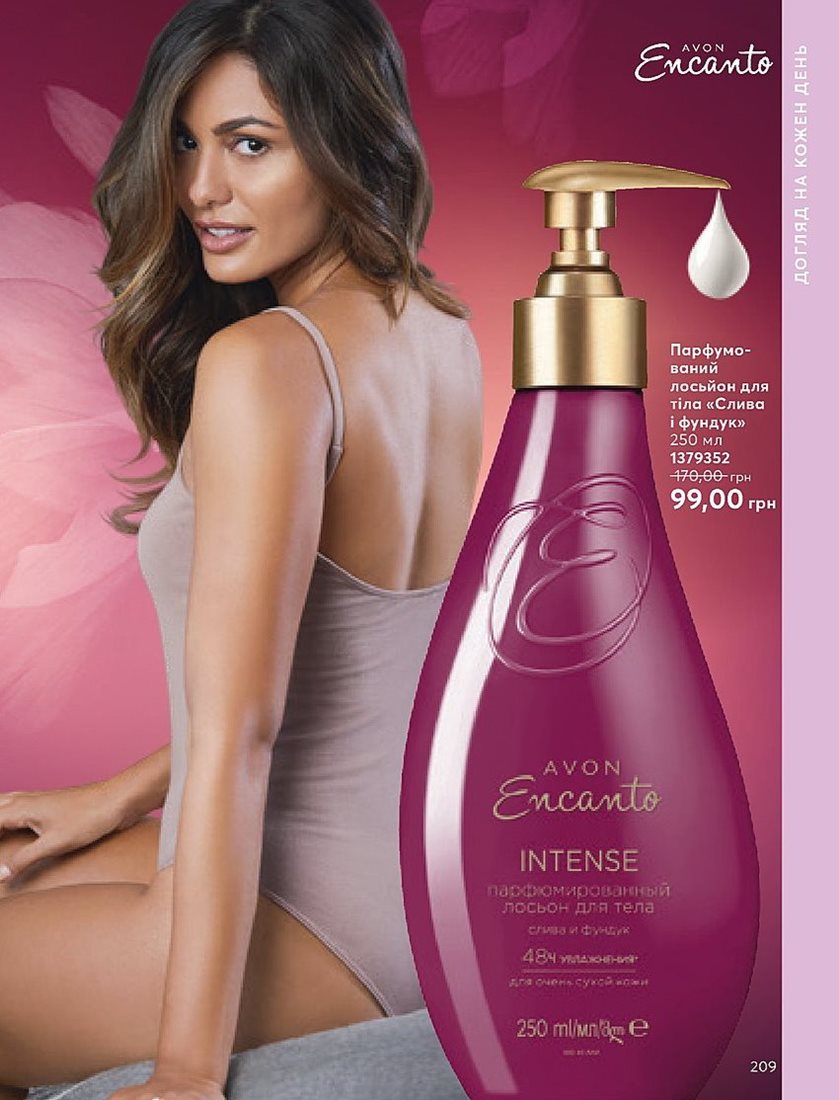 AVON
Encanto
ДОГЛЯД НА КОЖЕН ДЕНЬ
Парфумо-
ваний
лосьйон для
тіла «Слива
і фундук»
250 мл
1379352
170,00 грн
99,00 грн
AVON
Encanto
INTENSE
парфюмированный
лосьон для тела
слива и фундук
48ч увлажнения*
для очень сухой кожи
250 ml/мл/ e
209